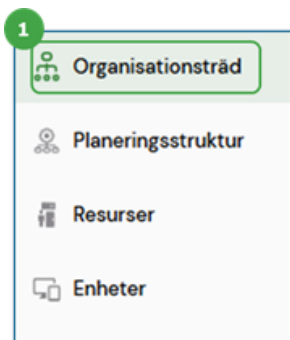 1
Organisationsträd
Planeringsstruktur
Resurser
Enheter